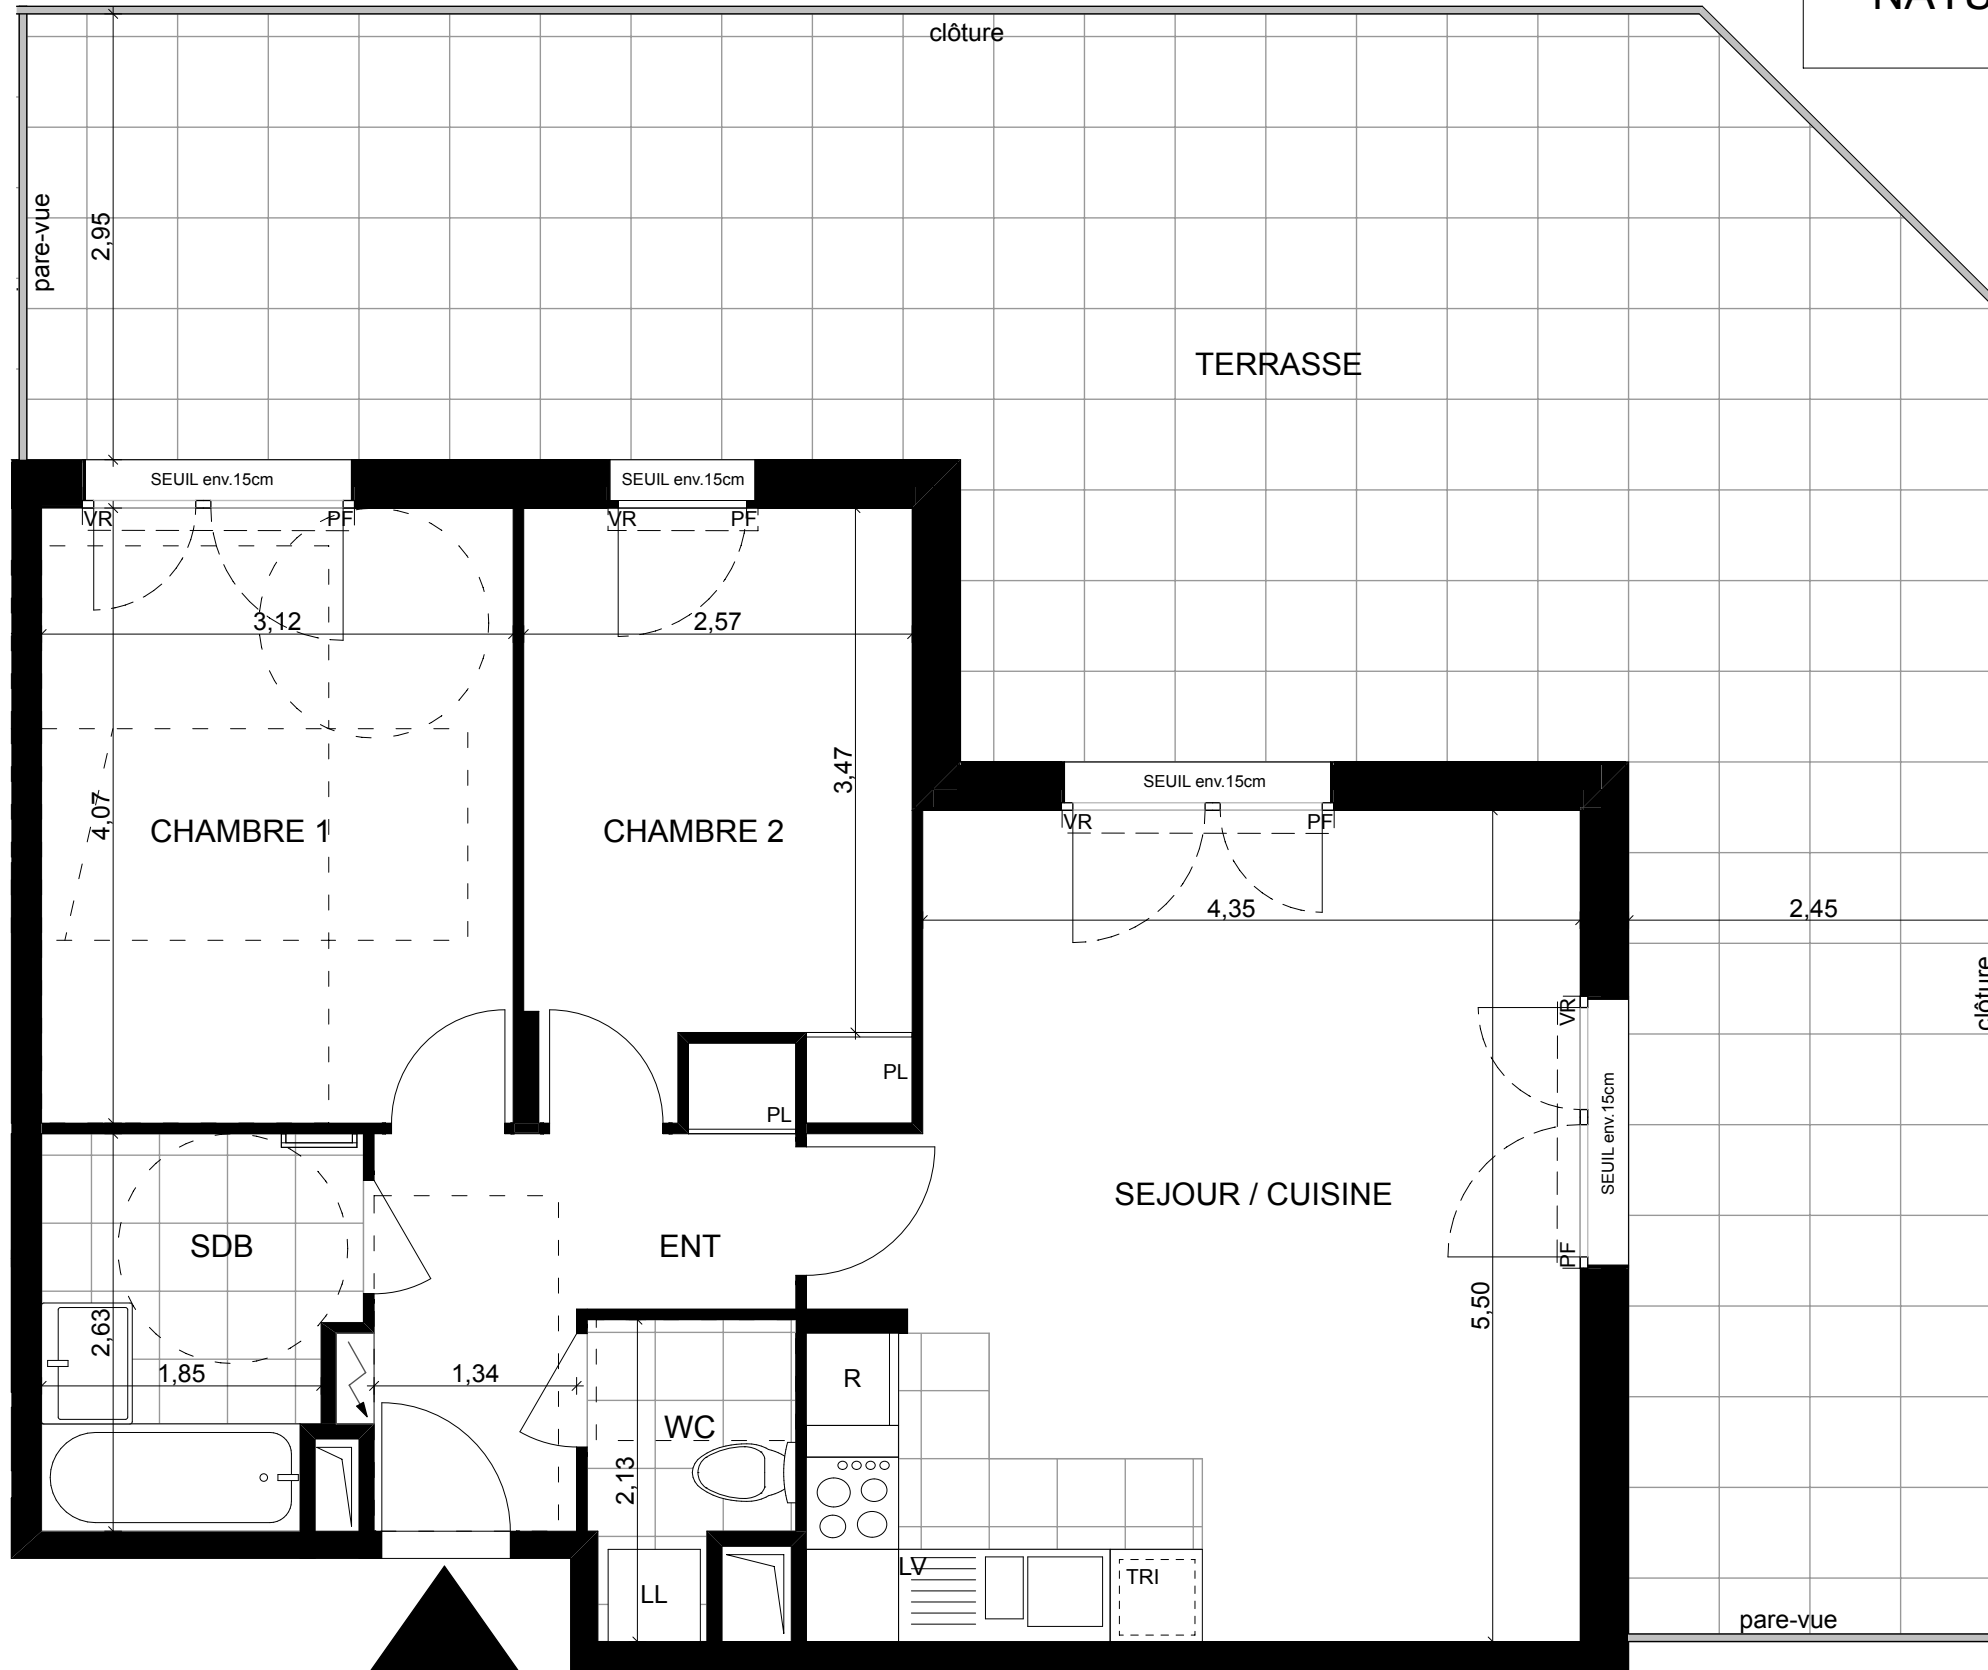 clôture
pare-vue
2,95
TERRASSE
SEUIL env.15cm
SEUIL env.15cm
VR
PF
VR
PF
3,12
2,57
4,07
3,47
CHAMBRE 1
CHAMBRE 2
SEUIL env.15cm
VR
PF
4,35
2,45
clôture
VR
SEUIL env.15cm
PF
PL
PL
SEJOUR / CUISINE
5,50
SDB
ENT
2,63
1,85
1,34
R
WC
2,13
LV
LL
TRI
pare-vue